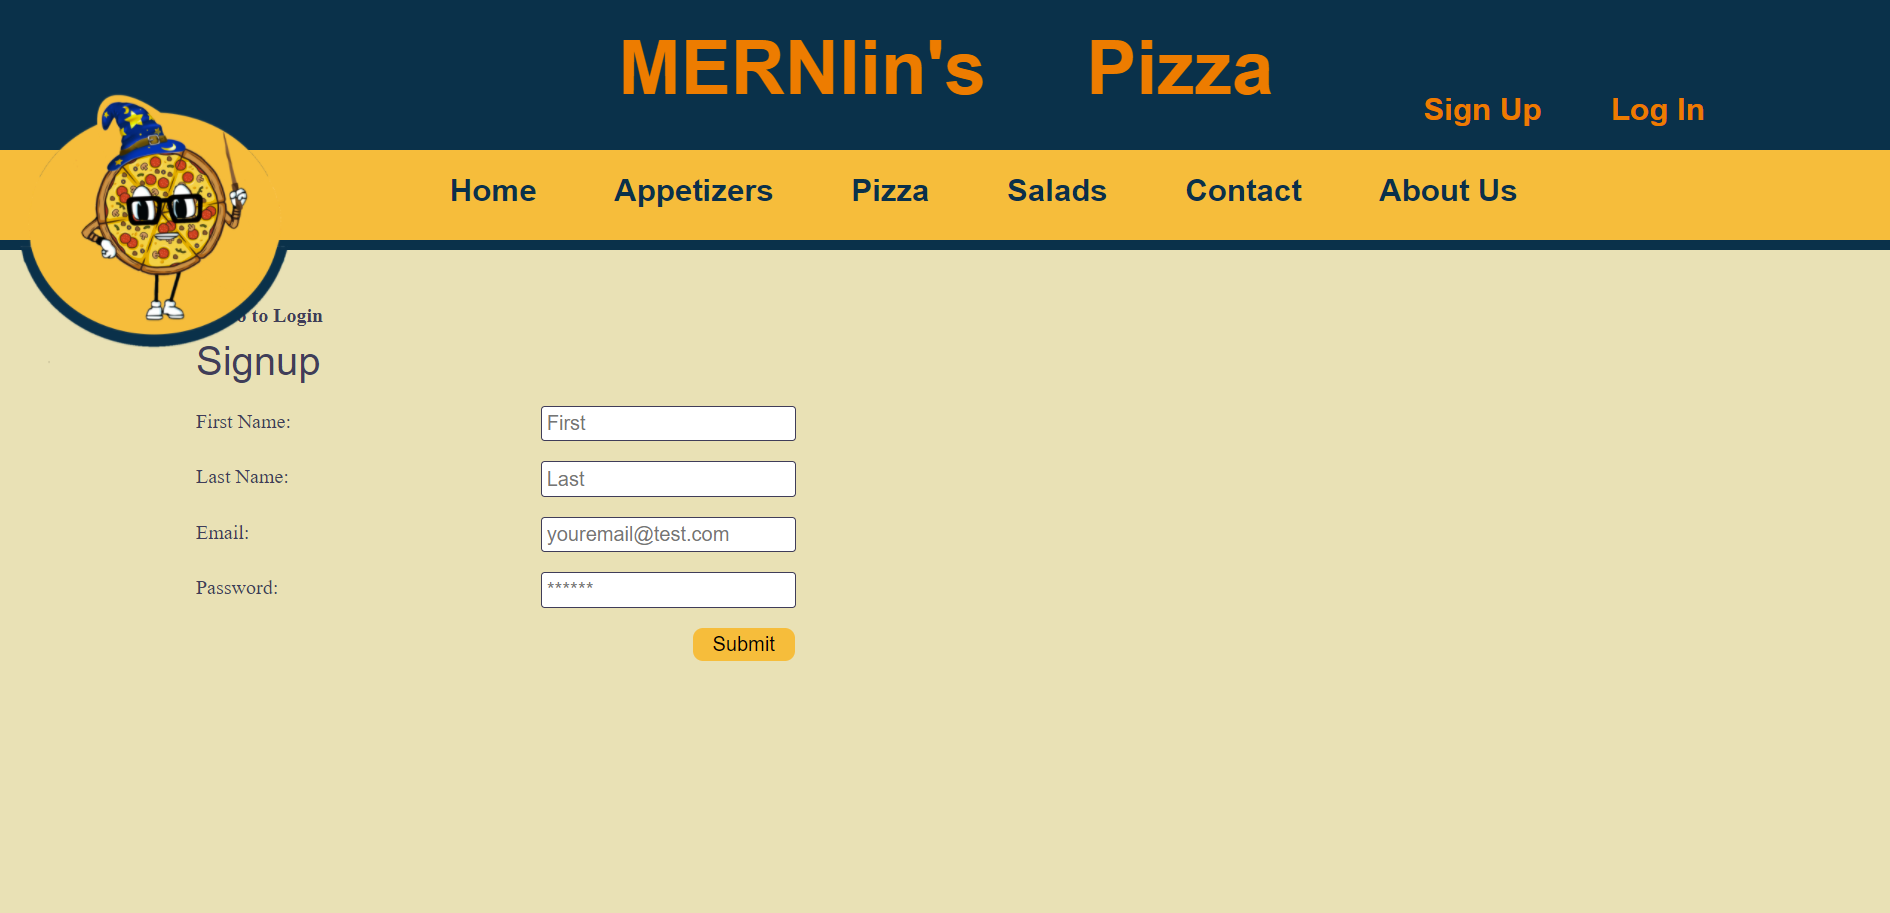 MERNlin's Pizza
Sign Up Log In
Home Appetizers Pizza Salads Contact About Us
to Login
Signup
First Name: First
Last Name: Last
Email: youremail@test.com
Password: ******
Submit